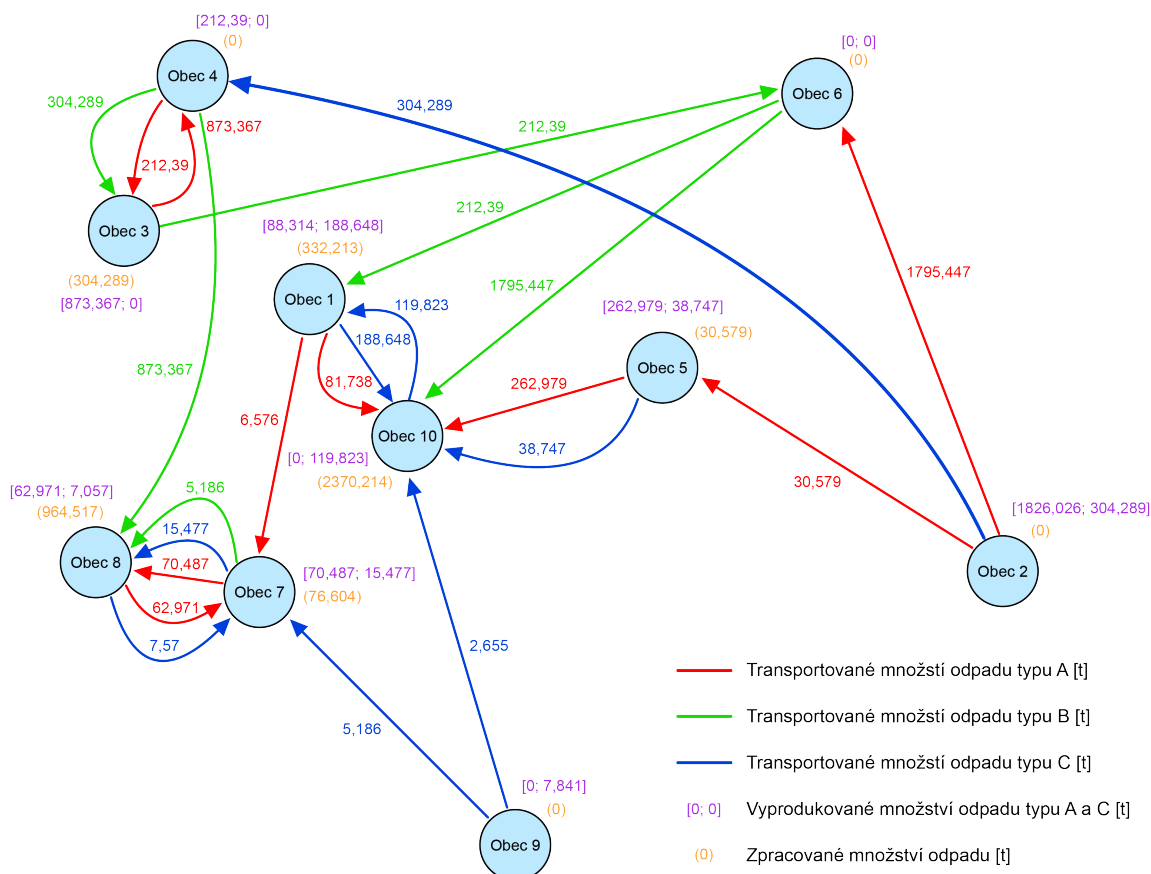 [212,39; 0]
(0)
Obec 4
[0; 0]
(0)
Obec 6
304,289
304,289
873,367
212,39
212,39
Obec 3
(304,289)
[873,367; 0]
212,39
[88,314; 188,648]
(332,213)
Obec 1
1795,447
1795,447
119,823
188,648
[262,979; 38,747]
(30,579)
Obec 5
873,367
81,738
262,979
6,576
Obec 10
38,747
[0; 119,823]
(2370,214)
30,579
[62,971; 7,057]
(964,517)
5,186
15,477
70,487
Obec 8
[1826,026; 304,289]
(0)
Obec 2
[70,487; 15,477]
(76,604)
Obec 7
62,971
7,57
2,655
5,186
[0; 7,841]
(0)
Obec 9
Transportované množstí odpadu typu A [t]
Transportované množstí odpadu typu B [t]
Transportované množstí odpadu typu C [t]
[0; 0] Vyprodukované množství odpadu typu A a C [t]
(0) Zpracované množství odpadu [t]